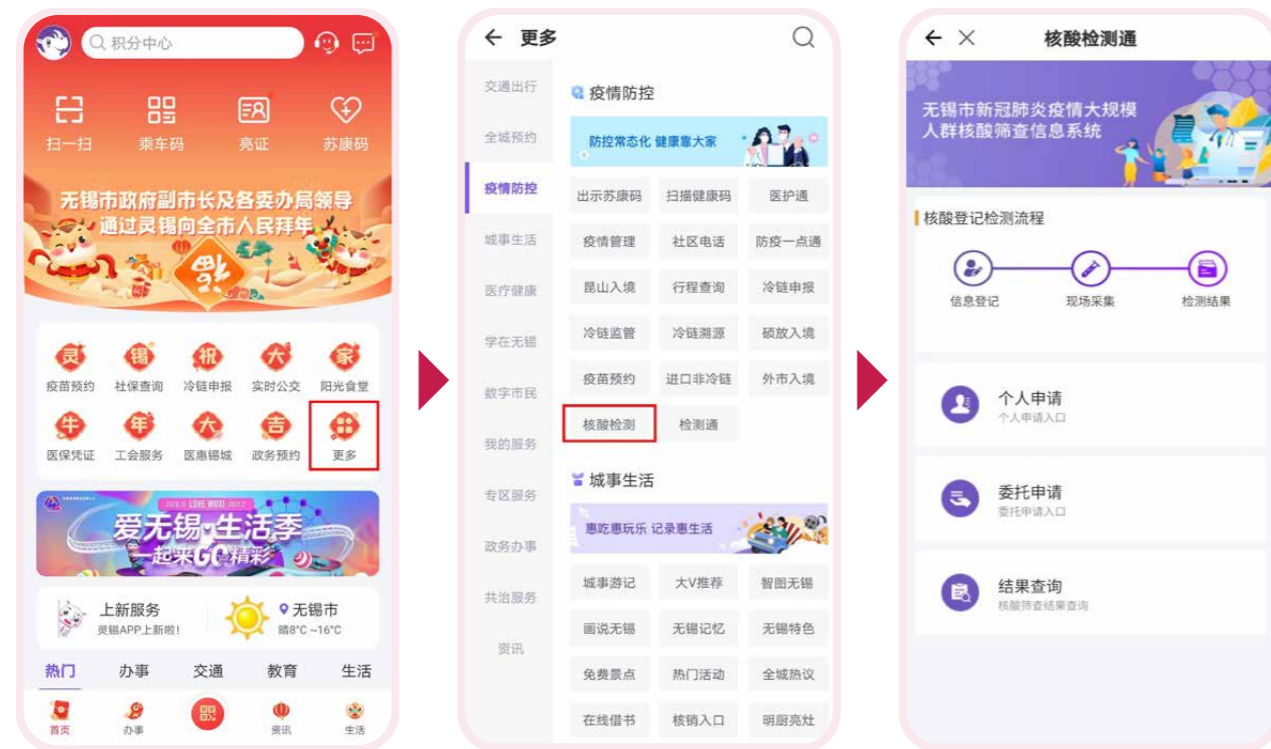 积分中心
扫一扫 乘车码 亮证 苏康码
无锡市政府副市长及各委办局领导
通过灵锡向全市人民拜年
灵 锡 祝 大 家
疫苗预约 社保查询 冷链申报 实时公交 阳光食堂
牛 年 大 吉
医保凭证 工会服务 医惠锡城 政务预约 更多
爱无锡·生活季
一起来GO精彩
上新服务
灵锡APP上新啦!
无锡市
晴8°C~16°C
热门 办事 交通 教育 生活
首页 办事 资讯 生活
更多
交通出行
全城预约
疫情防控
城事生活
医疗健康
学在无锡
数字市民
我的服务
专区服务
政务办事
共治服务
资讯
疫情防控
防控常态化 健康靠大家
出示苏康码 扫描健康码 医护通
疫情管理 社区电话 防疫一点通
昆山入境 行程查询 冷链申报
冷链监管 冷链溯源 硕放入境
疫苗预约 进口非冷链 外市入境
核酸检测 检测通
城事生活
惠吃惠玩乐 记录惠生活
城事游记 大V推荐 智图无锡
画说无锡 无锡记忆 无锡特色
免费景点 热门活动 全城热议
在线借书 核销入口 明厨亮灶
核酸检测通
无锡市新冠肺炎疫情大规模
人群核酸筛查信息系统
核酸登记检测流程
信息登记 现场采集 检测结果
个人申请
个人申请入口
委托申请
委托申请入口
结果查询
核酸筛查结果查询